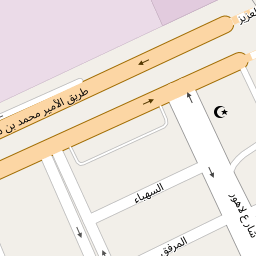 العزيز
طريق الأمير محمد بن
السهباء
شارع لاهور
المرفق